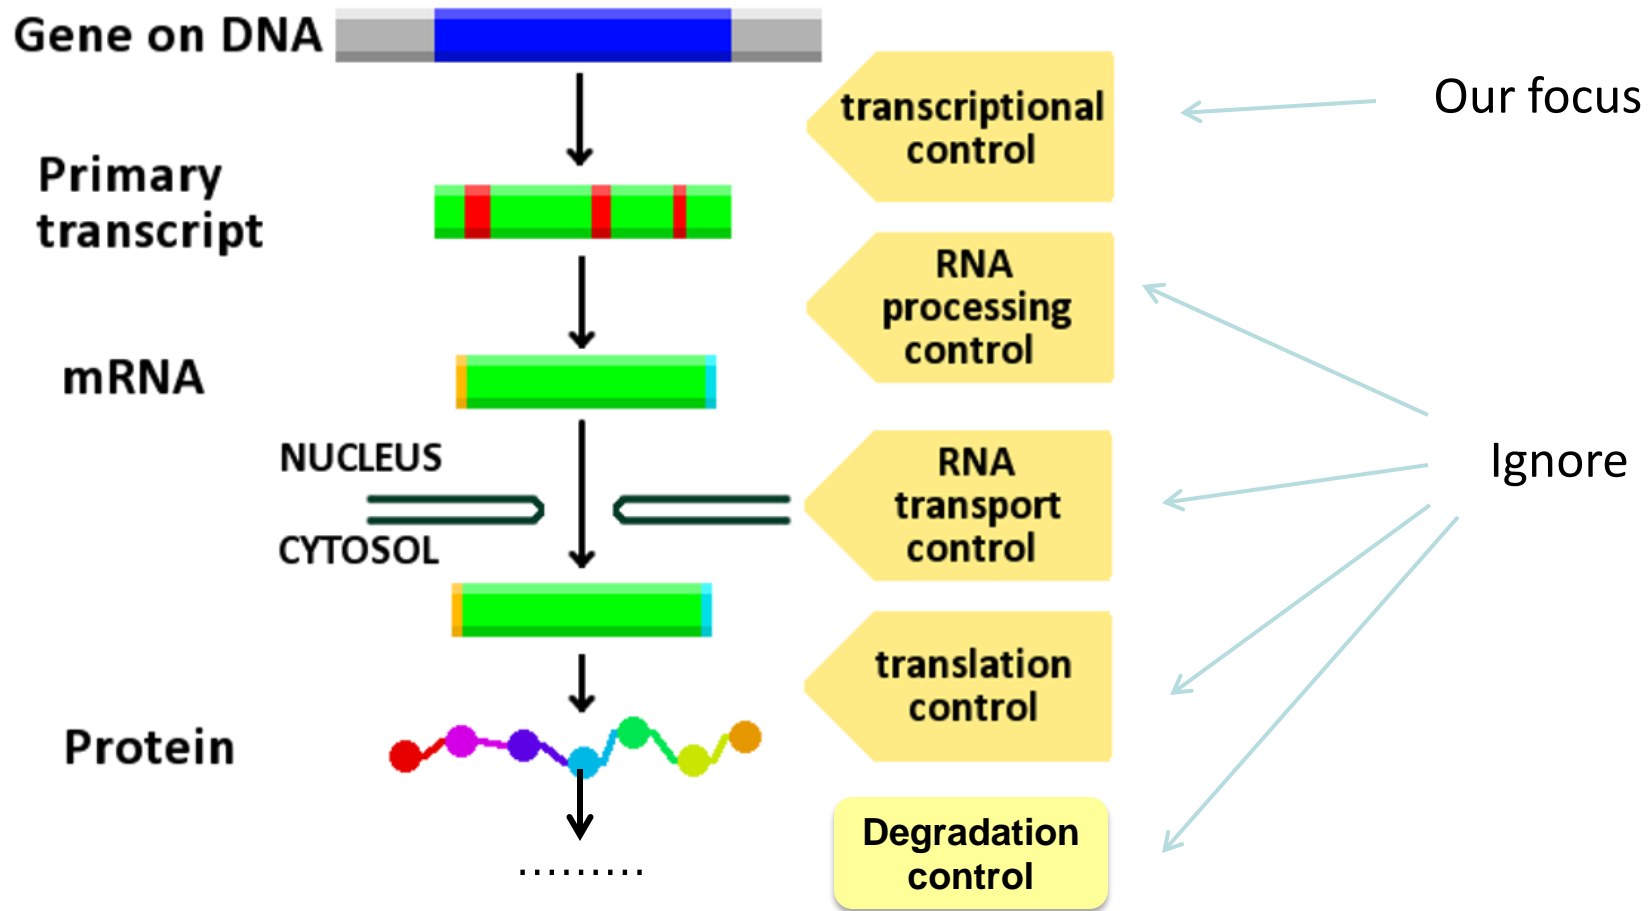 Gene on DNA
transcriptional
control
Our focus
Primary
transcript
RNA
processing
control
mRNA
NUCLEUS
CYTOSOL
RNA
transport
control
Ignore
translation
control
Protein
Degradation
control
.........